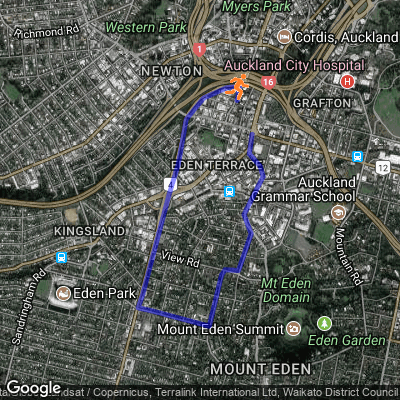 Myers Park
Western Park
Richmond Rd
Cordis, Auckland
1
NEWTON
Auckland City Hospital
16
H
GRAFTON
EDEN TERRACE
12
4
Auckland
Grammar School
KINGSLAND
Mountain Rd
View Rd
Sandringham Rd
Eden Park
Mt Eden
Domain
Mount Eden Summit
Eden Garden
MOUNT EDEN
Google
Landsat / Copernicus, Terralink International Ltd, Waikato District Council